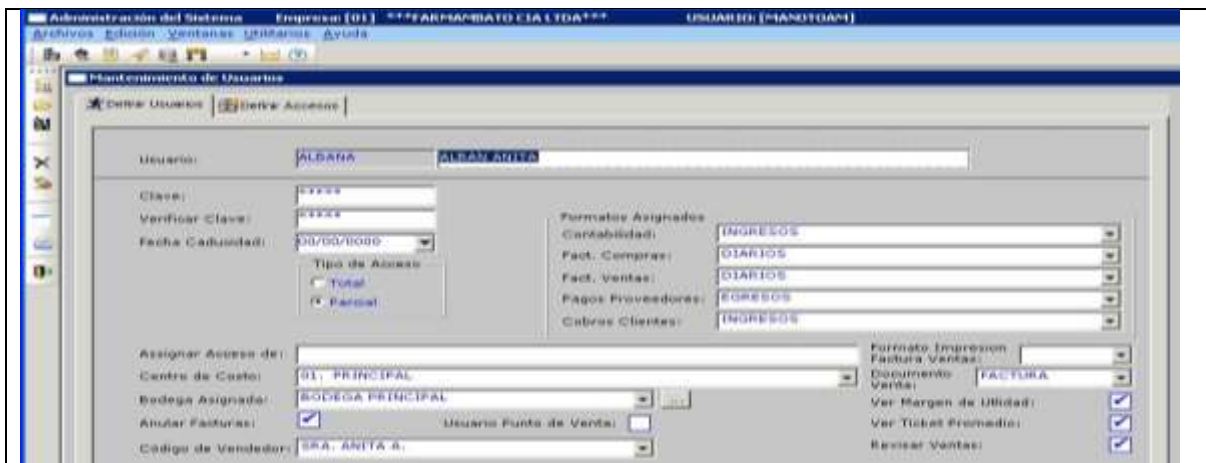 Administración del Sistema Empresa: [01] ***FARMAMBATO CIA LTDA*** USUARIO: [MANOTOAM]
Archivos Edición Ventanas Utilitarios Ayuda
Mantenimiento de Usuarios
Definir Usuarios Definir Accesos
Usuario: ALBANA ALBAN ANITA
Clave: *****
Verificar Clave: *****
Fecha Caducidad: 00/00/0000
Tipo de Acceso
Total
Parcial
Formatos Asignados
Contabilidad: INGRESOS
Fact. Compras: DIARIOS
Fact. Ventas: DIARIOS
Pagos Proveedores: EGRESOS
Cobros Clientes: INGRESOS
Assignar Acceso de: Formato Impresion
Factura Ventas:
Centro de Costo: 01. PRINCIPAL Documento
Venta: FACTURA
Bodega Asignada: BODEGA PRINCIPAL ... Ver Margen de Utilidad:
Anular Facturas: Usuario Punto de Venta: Ver Ticket Promedio:
Código de Vendedor: SRA. ANITA A. Revisar Ventas: